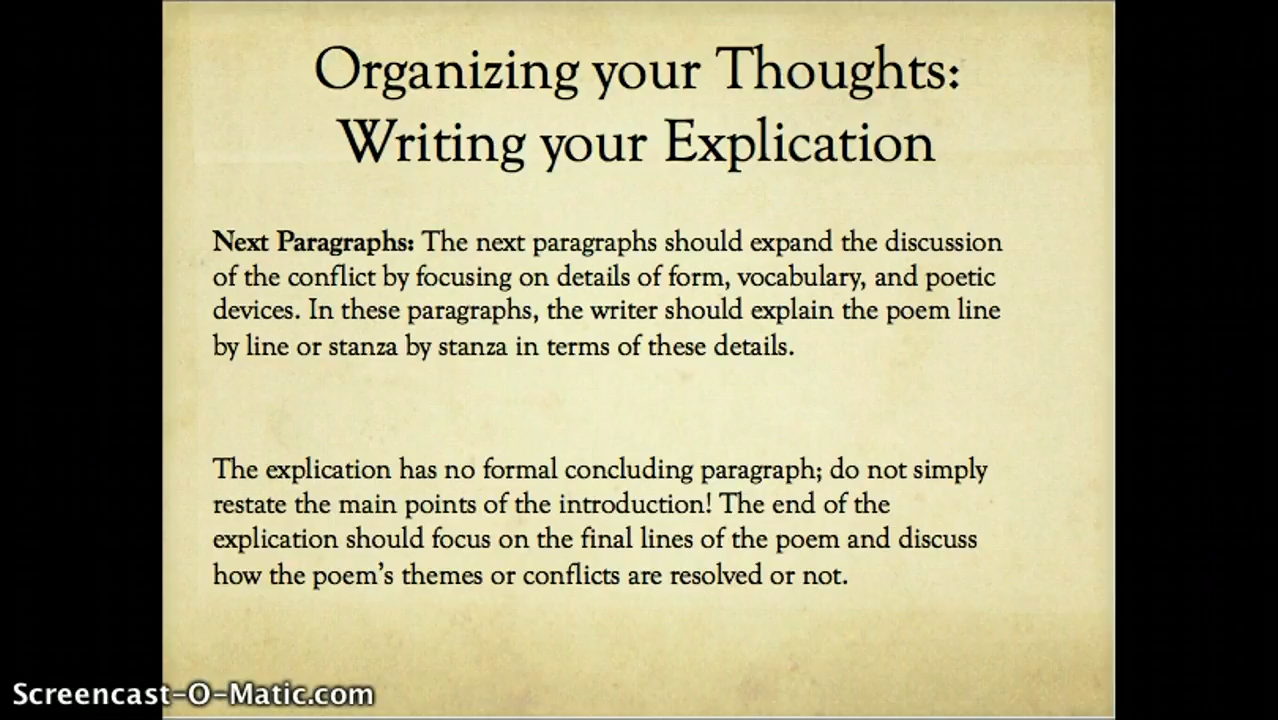 Organizing your Thoughts:
Writing your Explication
Next Paragraphs: The next paragraphs should expand the discussion
of the conflict by focusing on details of form, vocabulary, and poetic
devices. In these paragraphs, the writer should explain the poem line
by line or stanza by stanza in terms of these details.
The explication has no formal concluding paragraph; do not simply
restate the main points of the introduction! The end of the
explication should focus on the final lines of the poem and discuss
how the poem’s themes or conflicts are resolved or not.
Screencast-O-Matic.com